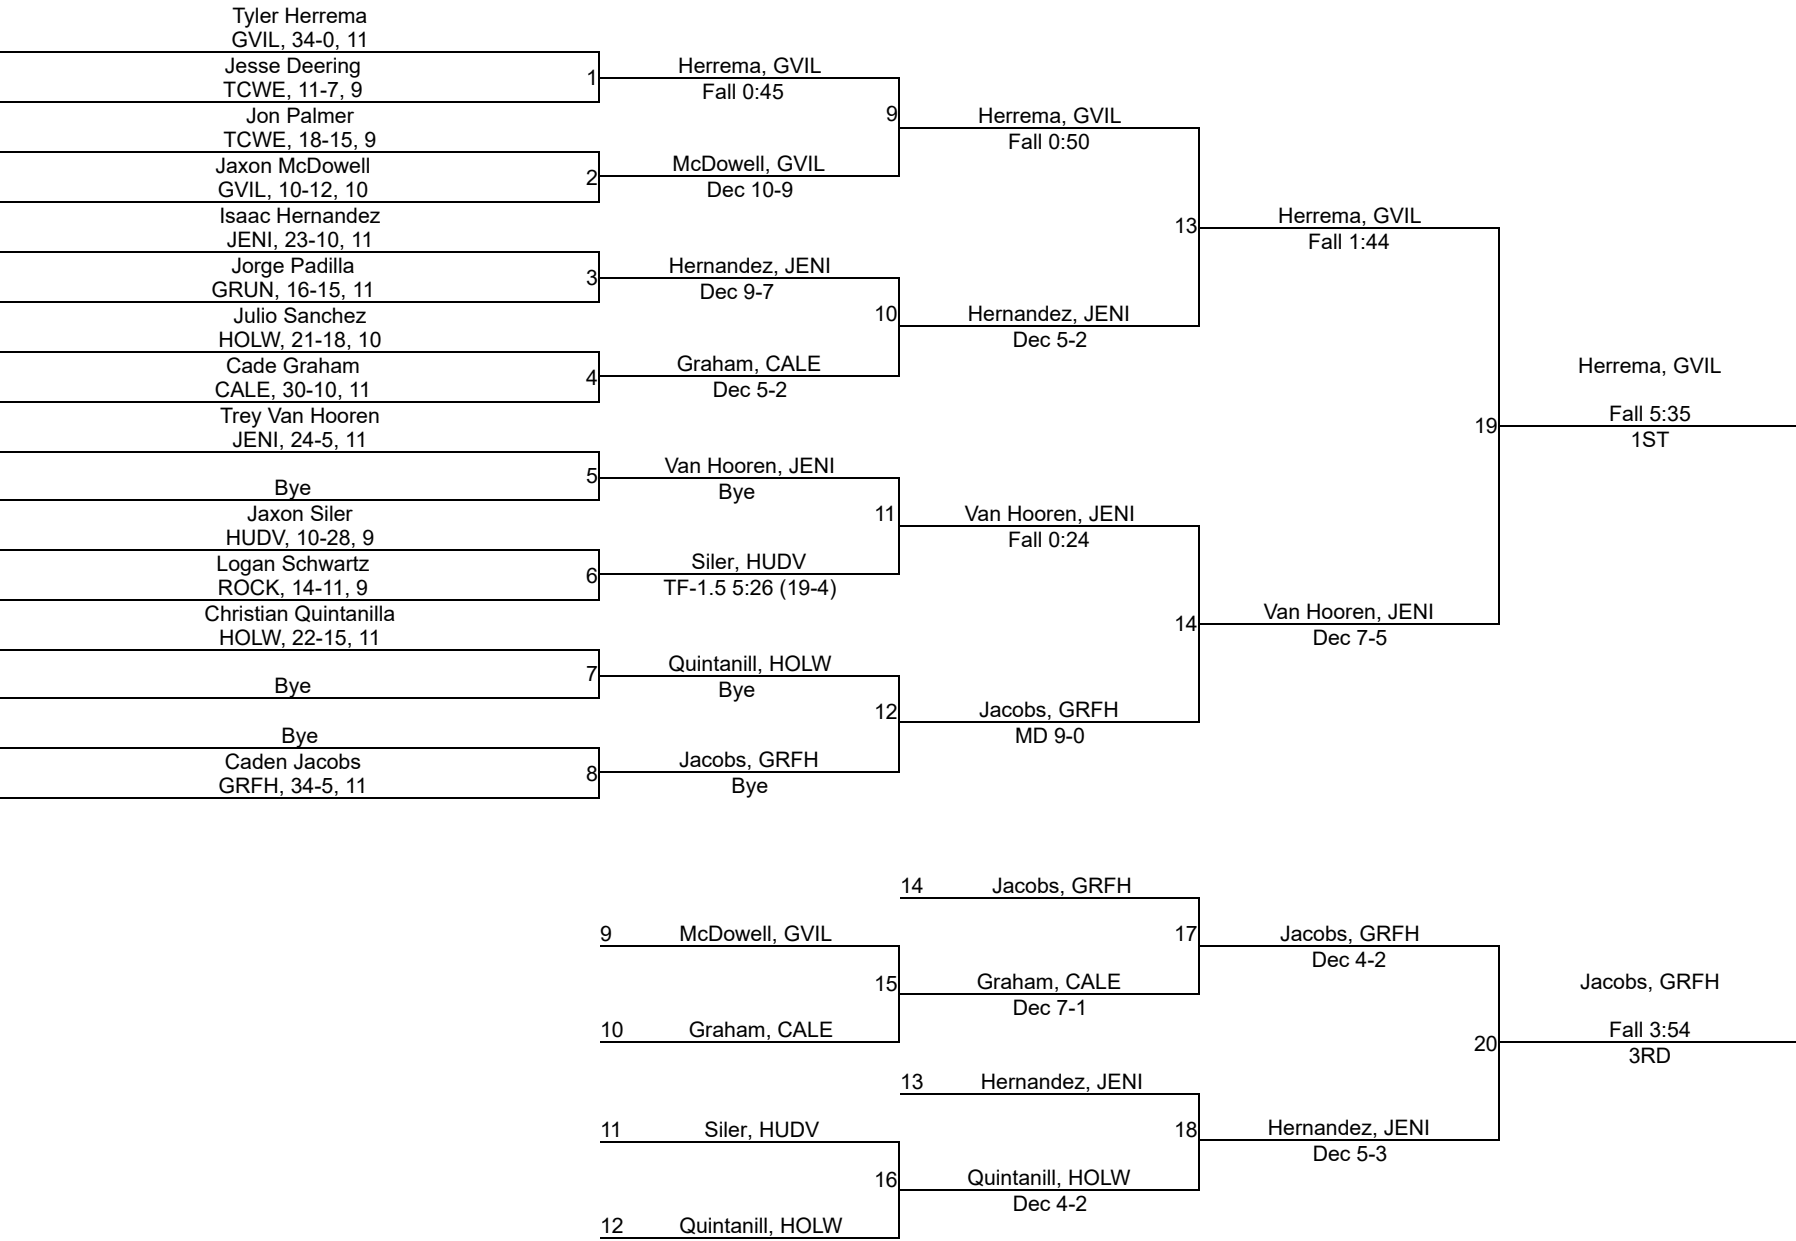 Tyler Herrema
GVIL, 34-0, 11
Jesse Deering
TCWE, 11-7, 9
Jon Palmer
TCWE, 18-15, 9
Jaxon McDowell
GVIL, 10-12, 10
Isaac Hernandez
JENI, 23-10, 11
Jorge Padilla
GRUN, 16-15, 11
Julio Sanchez
HOLW, 21-18, 10
Cade Graham
CALE, 30-10, 11
Trey Van Hooren
JENI, 24-5, 11
Bye
Jaxon Siler
HUDV, 10-28, 9
Logan Schwartz
ROCK, 14-11, 9
Christian Quintanilla
HOLW, 22-15, 11
Bye
Bye
Caden Jacobs
GRFH, 34-5, 11
1
Herrema, GVIL
Fall 0:45
2
McDowell, GVIL
Dec 10-9
3
Hernandez, JENI
Dec 9-7
4
Graham, CALE
Dec 5-2
5
Van Hooren, JENI
Bye
6
Siler, HUDV
TF-1.5 5:26 (19-4)
7
Quintanill, HOLW
Bye
8
Jacobs, GRFH
Bye
9
Herrema, GVIL
Fall 0:50
10
Hernandez, JENI
Dec 5-2
11
Van Hooren, JENI
Fall 0:24
12
Jacobs, GRFH
MD 9-0
13
Herrema, GVIL
Fall 1:44
14
Van Hooren, JENI
Dec 7-5
19
Herrema, GVIL
Fall 5:35
1ST
14 Jacobs, GRFH
9 McDowell, GVIL
10 Graham, CALE
15
Graham, CALE
Dec 7-1
13 Hernandez, JENI
11 Siler, HUDV
12 Quintanill, HOLW
16
Quintanill, HOLW
Dec 4-2
17
Jacobs, GRFH
Dec 4-2
18
Hernandez, JENI
Dec 5-3
20
Jacobs, GRFH
Fall 3:54
3RD